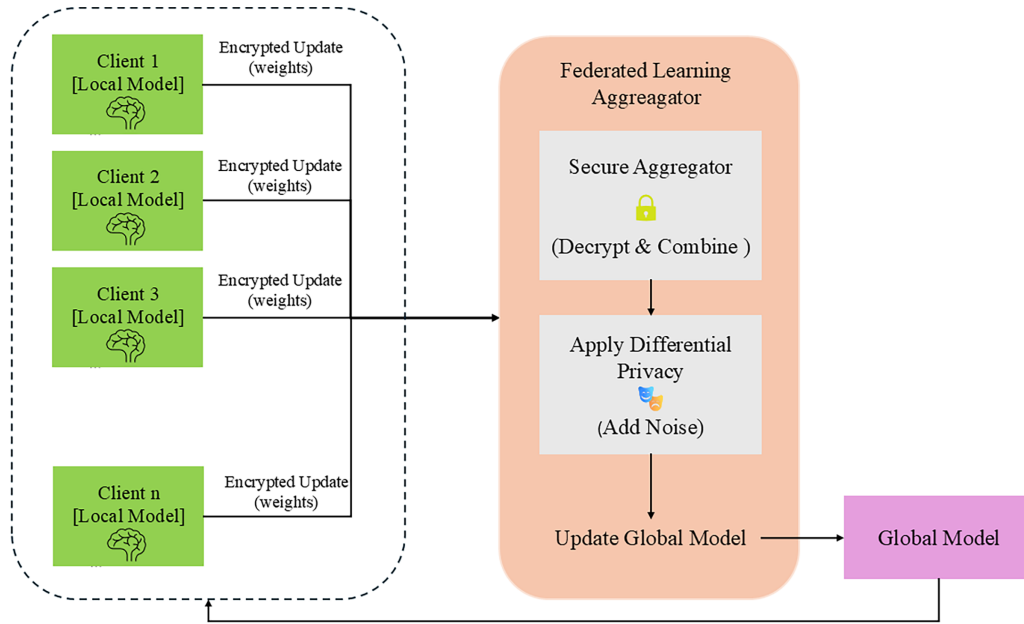 Client 1
[Local Model]
...
Encrypted Update
(weights)
Client 2
[Local Model]
Encrypted Update
(weights)
Client 3
[Local Model]
...
Encrypted Update
(weights)
Client n
[Local Model]
...
Encrypted Update
(weights)
Federated Learning
Aggreagator
Secure Aggregator
(Decrypt & Combine )
Apply Differential
Privacy
(Add Noise)
Update Global Model
Global Model